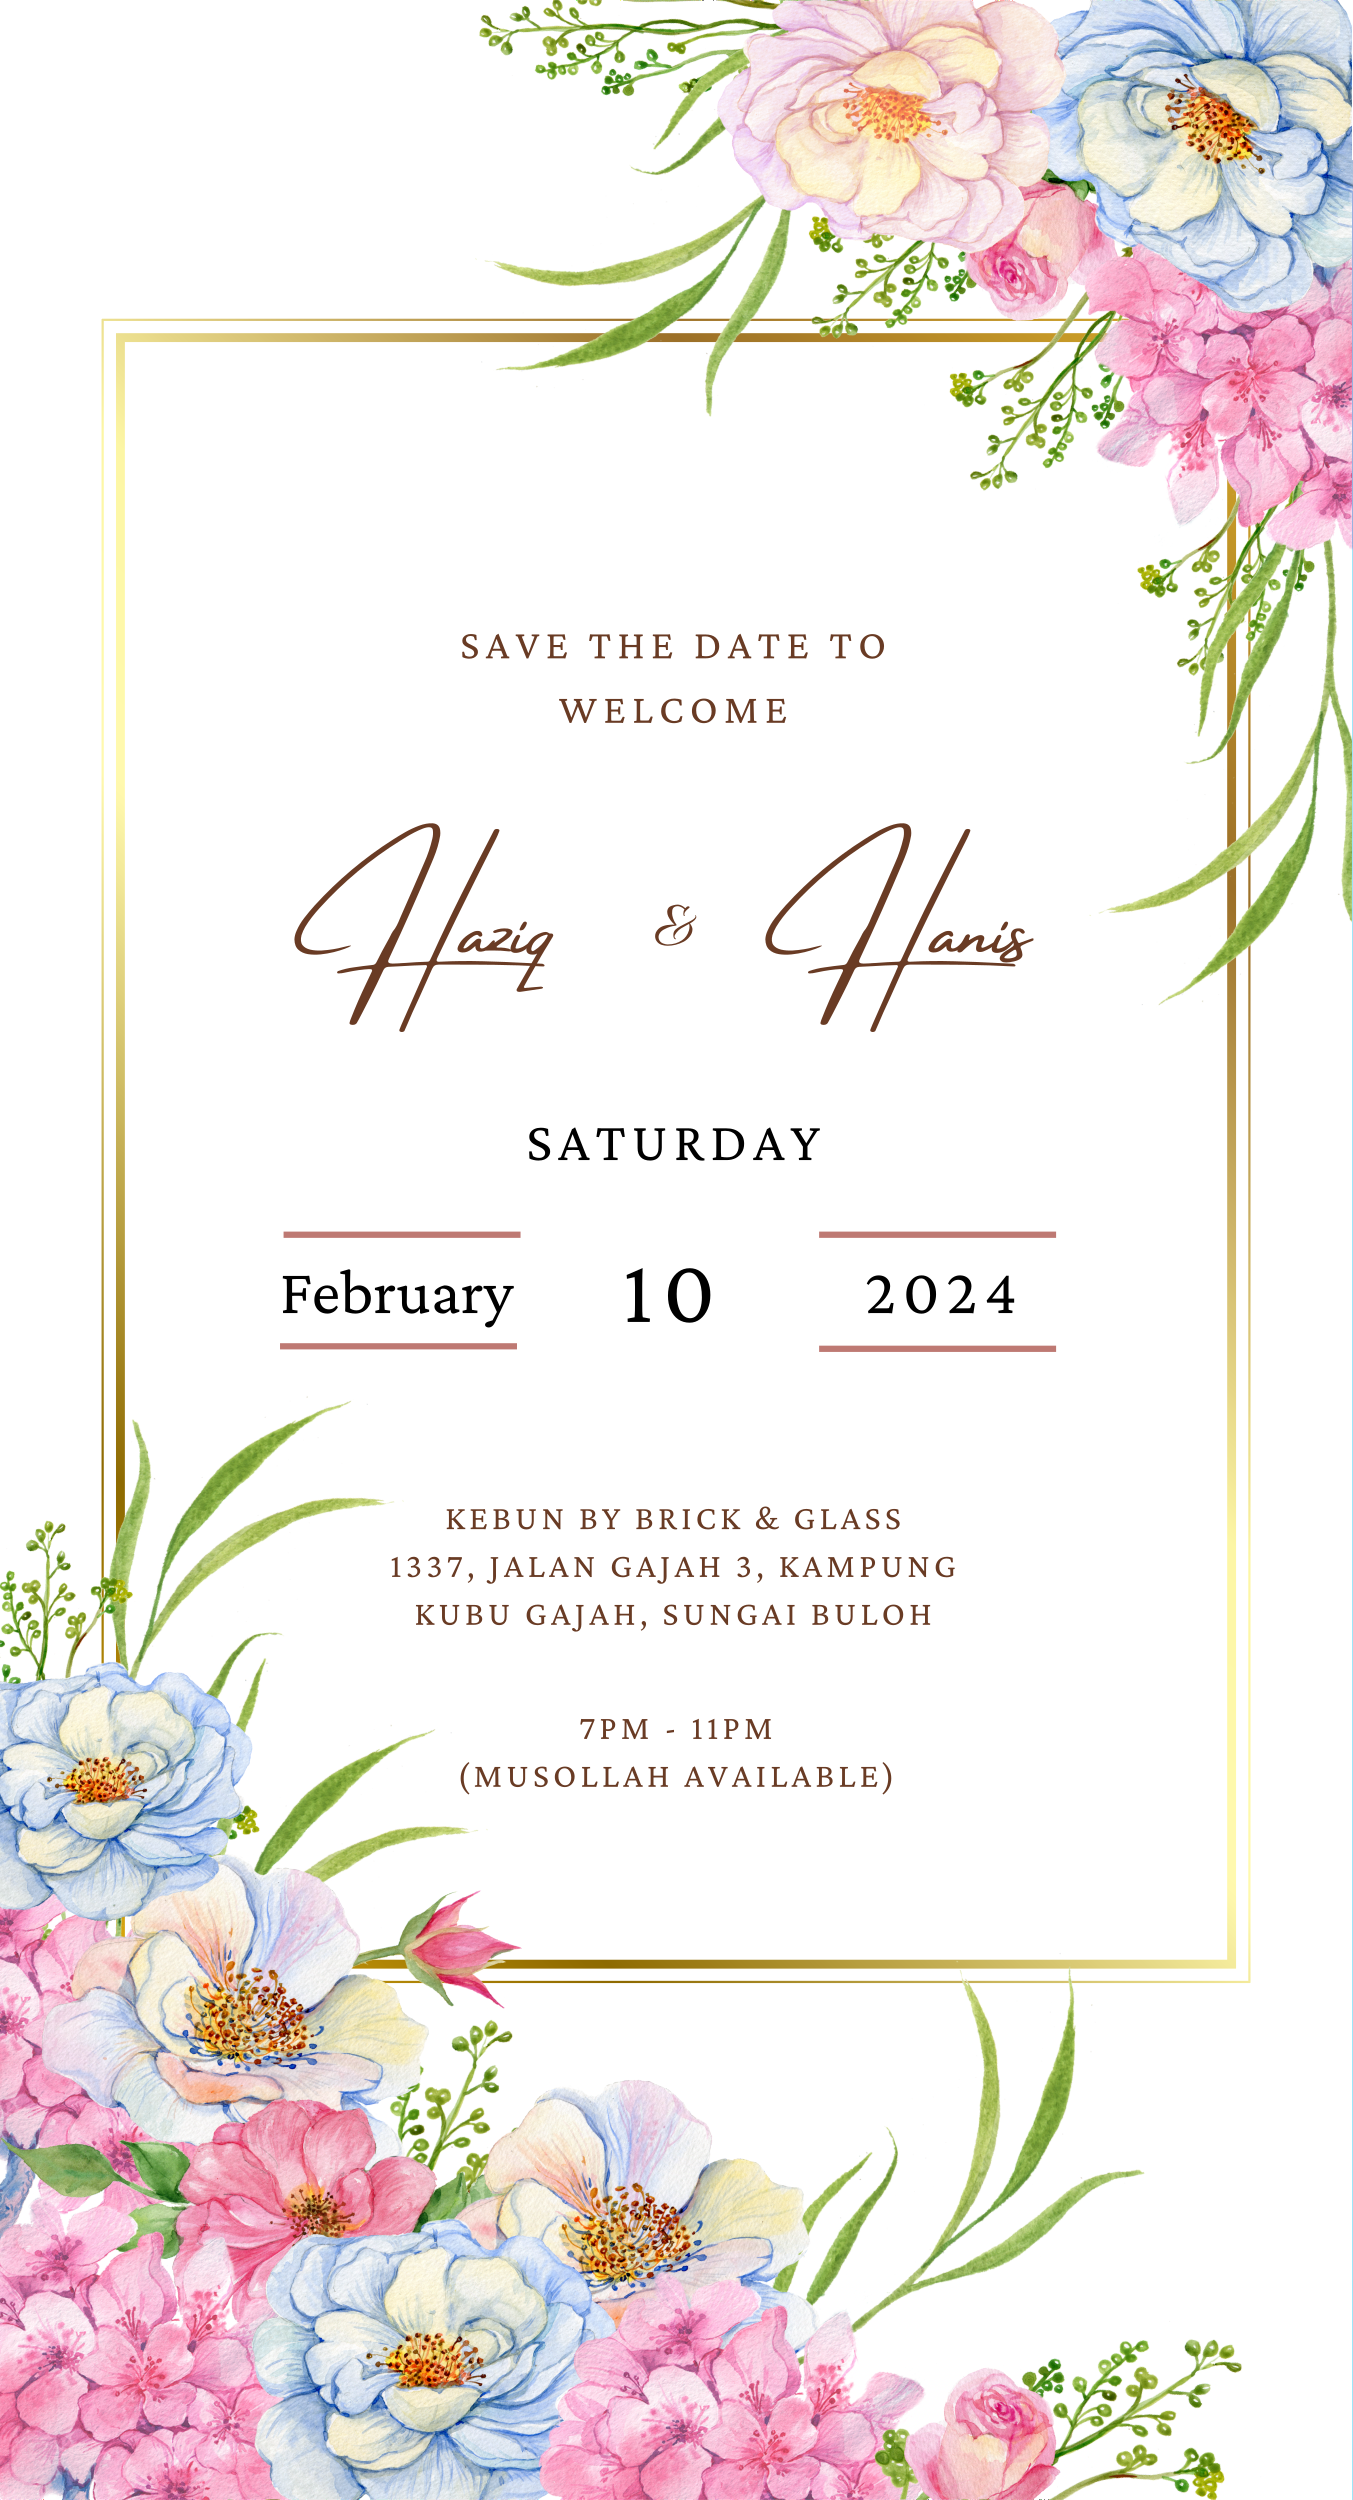 SAVE THE DATE TO
WELCOME
Haziq & Hanis
SATURDAY
February 10 2024
KEBUN BY BRICK & GLASS
1337, JALAN GAJAH 3, KAMPUNG
KUBU GAJAH, SUNGAI BULOH
7PM - 11PM
(MUSOLLAH AVAILABLE)